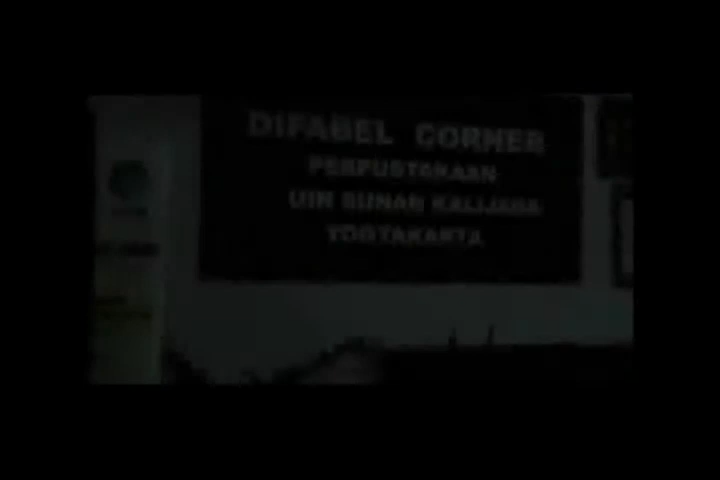 DIFABEL CORNER
PERPUSTAKAAN
UIN SUNAN KALIJAGA
YOGYAKARTA